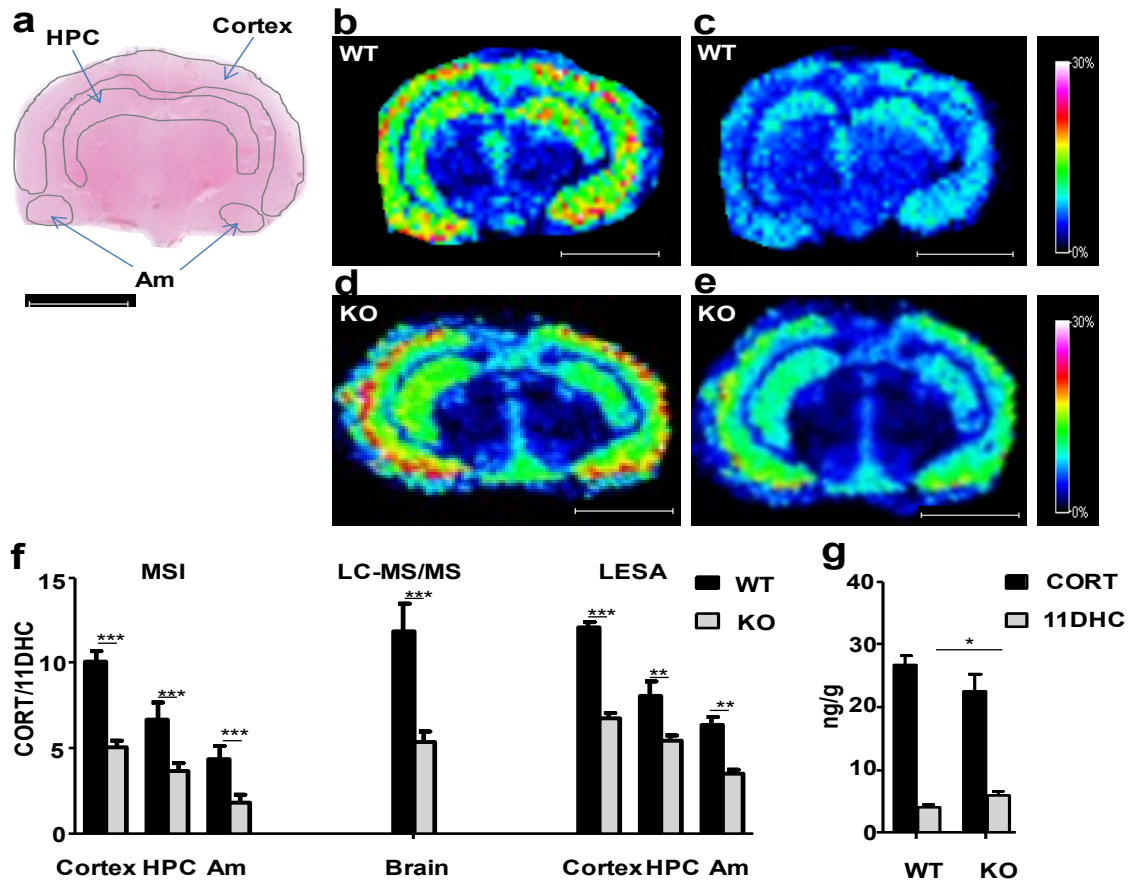 a
HPC
Cortex
Am
b
WT
c
WT
30%
0%
d
KO
e
KO
30%
0%
f
MSI
LC-MS/MS
LESA
WT
KO
CORT/11DHC
15
10
5
0
***
***
***
***
***
**
**
Cortex HPC Am
Brain
Cortex HPC Am
g
CORT
11DHC
ng/g
40
30
20
10
0
*
WT
KO